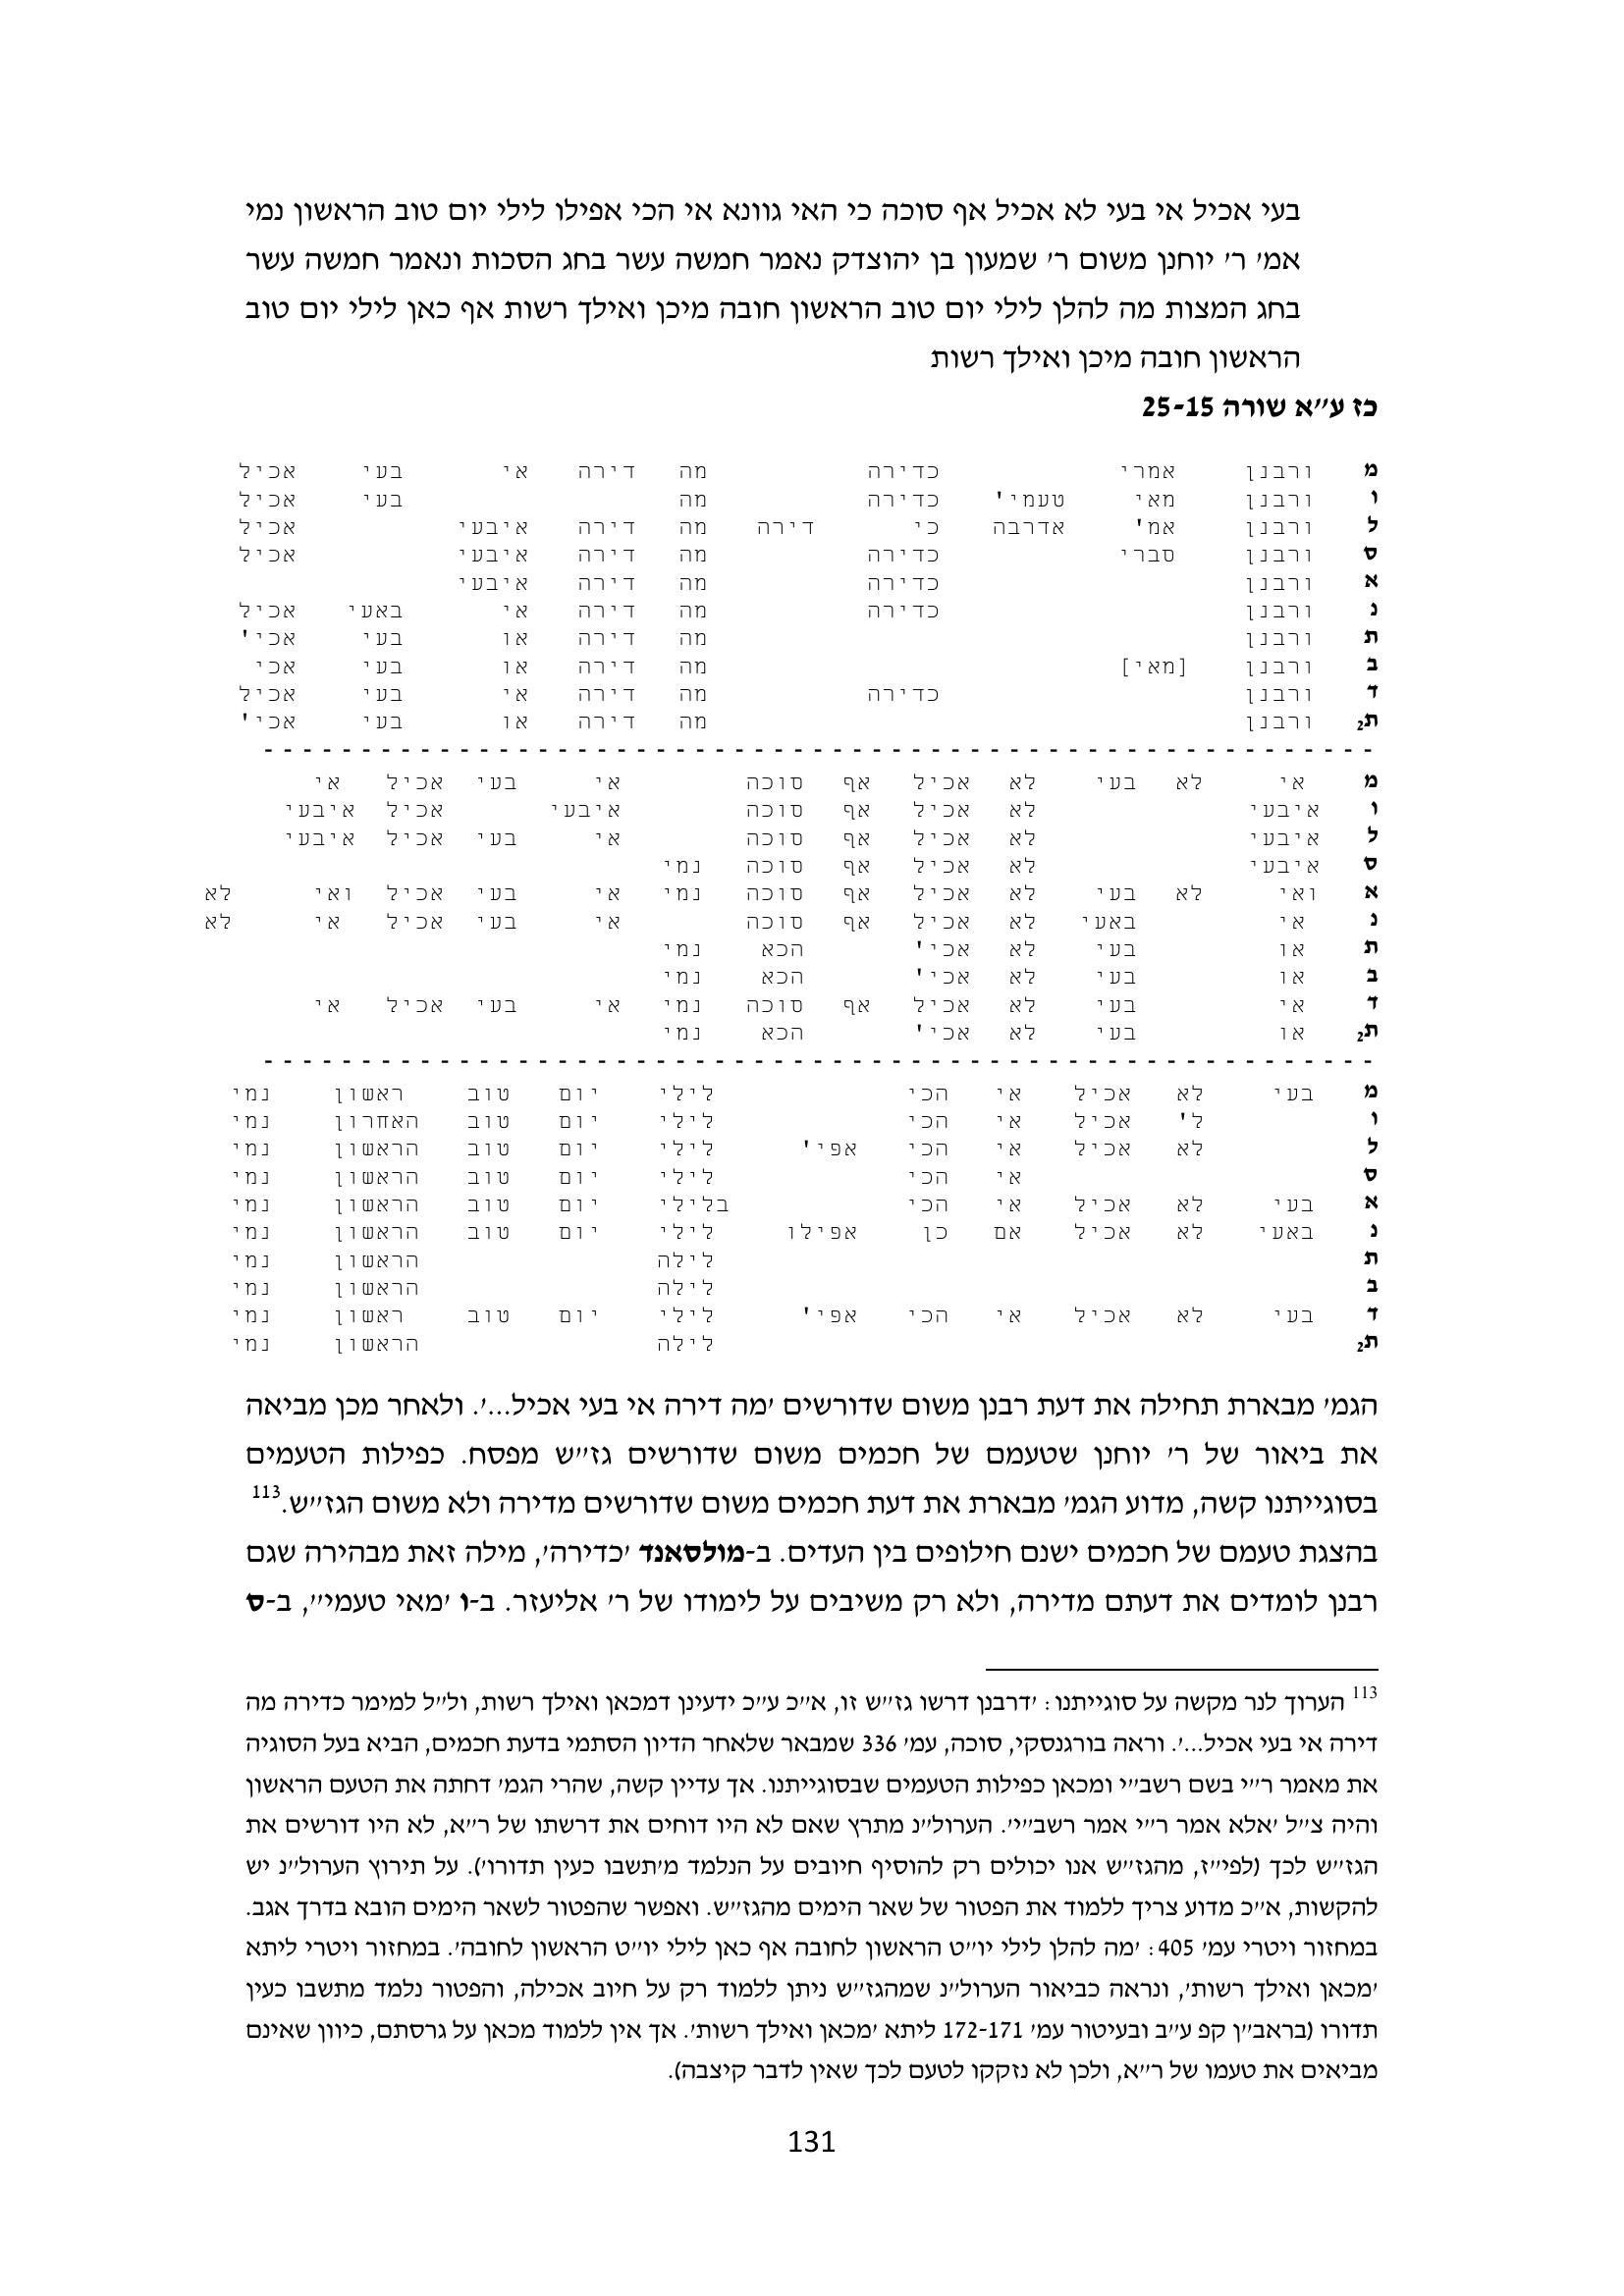 בעי אכיל אי בעי לא אכיל אף סוכה כי האי גוונא אי הכי אפילו לילי יום טוב הראשון נמי
אמ׳ ר׳ יוחנן משום ר׳ שמעון בן יהוצדק נאמר חמשה עשר בחג הסכות ונאמר חמשה עשר
בחג המצות מה להלן לילי יום טוב הראשון חובה מיכן ואילך רשות אף כאן לילי יום טוב
הראשון חובה מיכן ואילך רשות
כז ע״א שורה 25-15
מ ורבנן אמרי כדירה מה דירה אי בעי אכיל
ו ורבנן מאי טעמי' כדירה מה בעי אכיל
ל ורבנן אמ' אדרבה כי דירה מה דירה איבעי אכיל
ס ורבנן סברי כדירה מה דירה איבעי אכיל
א ורבנן כדירה מה דירה איבעי
נ ורבנן כדירה מה דירה אי באעי אכיל
ת ורבנן מה דירה או בעי אכי'
ב ורבנן [מאי] מה דירה או בעי אכי
ד ורבנן כדירה מה דירה אי בעי אכיל
ת2 ורבנן מה דירה או בעי אכי'
- - - - - - - - - - - - - - - - - - - - - - - - - - - - - - - - - - - - - - - - - - - - - - - - - - - - - - - - -
מ אי לא בעי לא אכיל אף סוכה אי בעי אכיל אי
ו איבעי לא אכיל אף סוכה איבעי אכיל איבעי
ל איבעי לא אכיל אף סוכה אי בעי אכיל איבעי
ס איבעי לא אכיל אף סוכה נמי
א ואי לא בעי לא אכיל אף סוכה נמי אי בעי אכיל ואי לא
נ אי באעי לא אכיל אף סוכה אי בעי אכיל אי לא
ת או בעי לא אכי' הכא נמי
ב או בעי לא אכי' הכא נמי
ד אי בעי לא אכיל אף סוכה נמי אי בעי אכיל אי
ת2 או בעי לא אכי' הכא נמי
- - - - - - - - - - - - - - - - - - - - - - - - - - - - - - - - - - - - - - - - - - - - - - - - - - - - - - - - -
מ בעי לא אכיל אי הכי לילי יום טוב ראשון נמי
ו ל' אכיל אי הכי לילי יום טוב האחרון נמי
ל לא אכיל אי הכי אפי' לילי יום טוב הראשון נמי
ס אי הכי לילי יום טוב הראשון נמי
א בעי לא אכיל אי הכי בלילי יום טוב הראשון נמי
נ באעי לא אכיל אם כן אפילו לילי יום טוב הראשון נמי
ת לילה הראשון נמי
ב לילה הראשון נמי
ד בעי לא אכיל אי הכי אפי' לילי יום טוב ראשון נמי
ת2 לילה הראשון נמי
הגמ׳ מבארת תחילה את דעת רבנן משום שדורשים ׳מה דירה אי בעי אכיל...׳. ולאחר מכן מביאה
את ביאור של ר׳ יוחנן שטעמם של חכמים משום שדורשים גז״ש מפסח. כפילות הטעמים
בסוגייתנו קשה, מדוע הגמ׳ מבארת את דעת חכמים משום שדורשים מדירה ולא משום הגז״ש.113
בהצגת טעמם של חכמים ישנם חילופים בין העדים. ב-מולסאנד ׳כדירה׳, מילה זאת מבהירה שגם
רבנן לומדים את דעתם מדירה, ולא רק משיבים על לימודו של ר׳ אליעזר. ב-ו ׳מאי טעמי׳׳, ב-ס
113 הערוך לנר מקשה על סוגייתנו: ׳דרבנן דרשו גז״ש זו, א״כ ע״כ ידעינן דמכאן ואילך רשות, ול״ל למימר כדירה מה
דירה אי בעי אכיל...׳. וראה בורגנסקי, סוכה, עמ׳ 336 שמבאר שלאחר הדיון הסתמי בדעת חכמים, הביא בעל הסוגיה
את מאמר ר״י בשם רשב״י ומכאן כפילות הטעמים שבסוגייתנו. אך עדיין קשה, שהרי הגמ׳ דחתה את הטעם הראשון
והיה צ״ל ׳אלא אמר ר״י אמר רשב״י׳. הערול״נ מתרץ שאם לא היו דוחים את דרשתו של ר״א, לא היו דורשים את
הגז״ש לכך (לפי״ז, מהגז״ש אנו יכולים רק להוסיף חיובים על הנלמד מ׳תשבו כעין תדורו׳). על תירוץ הערול״נ יש
להקשות, א״כ מדוע צריך ללמוד את הפטור של שאר הימים מהגז״ש. ואפשר שהפטור לשאר הימים הובא בדרך אגב.
במחזור ויטרי עמ׳ 405: ׳מה להלן לילי יו״ט הראשון לחובה אף כאן לילי יו״ט הראשון לחובה׳. במחזור ויטרי ליתא
׳מכאן ואילך רשות׳, ונראה כביאור הערול״נ שמהגז״ש ניתן ללמוד רק על חיוב אכילה, והפטור נלמד מתשבו כעין
תדורו (בראב״ן קפ ע״ב ובעיטור עמ׳ 172-171 ליתא ׳מכאן ואילך רשות׳. אך אין ללמוד מכאן על גרסתם, כיוון שאינם
מביאים את טעמו של ר״א, ולכן לא נזקקו לטעם לכך שאין לדבר קיצבה).
131